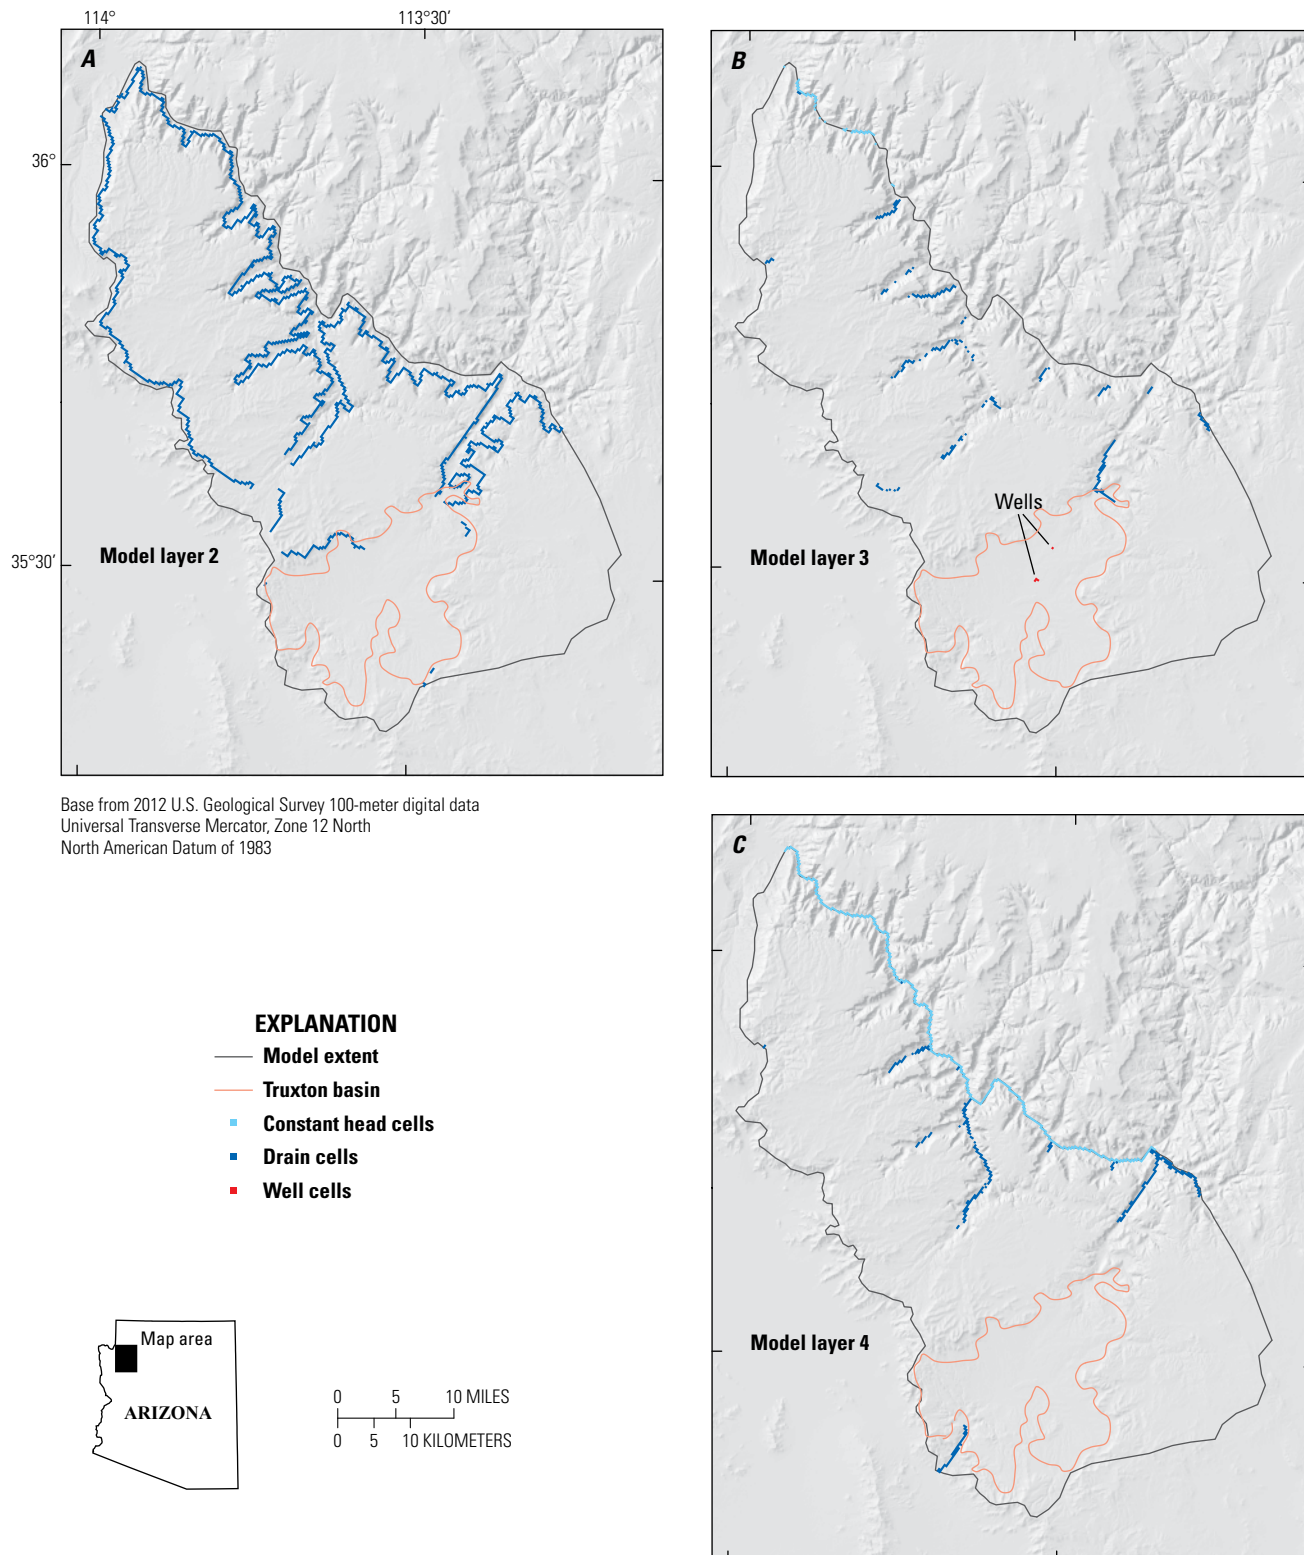 114°
113°30′
A
36°
35°30′
Model layer 2
B
Wells
Model layer 3
Base from 2012 U.S. Geological Survey 100-meter digital data
Universal Transverse Mercator, Zone 12 North
North American Datum of 1983
C
Model layer 4
EXPLANATION
Model extent
Truxton basin
Constant head cells
Drain cells
Well cells
Map area
ARIZONA
0 5 10 MILES
0 5 10 KILOMETERS